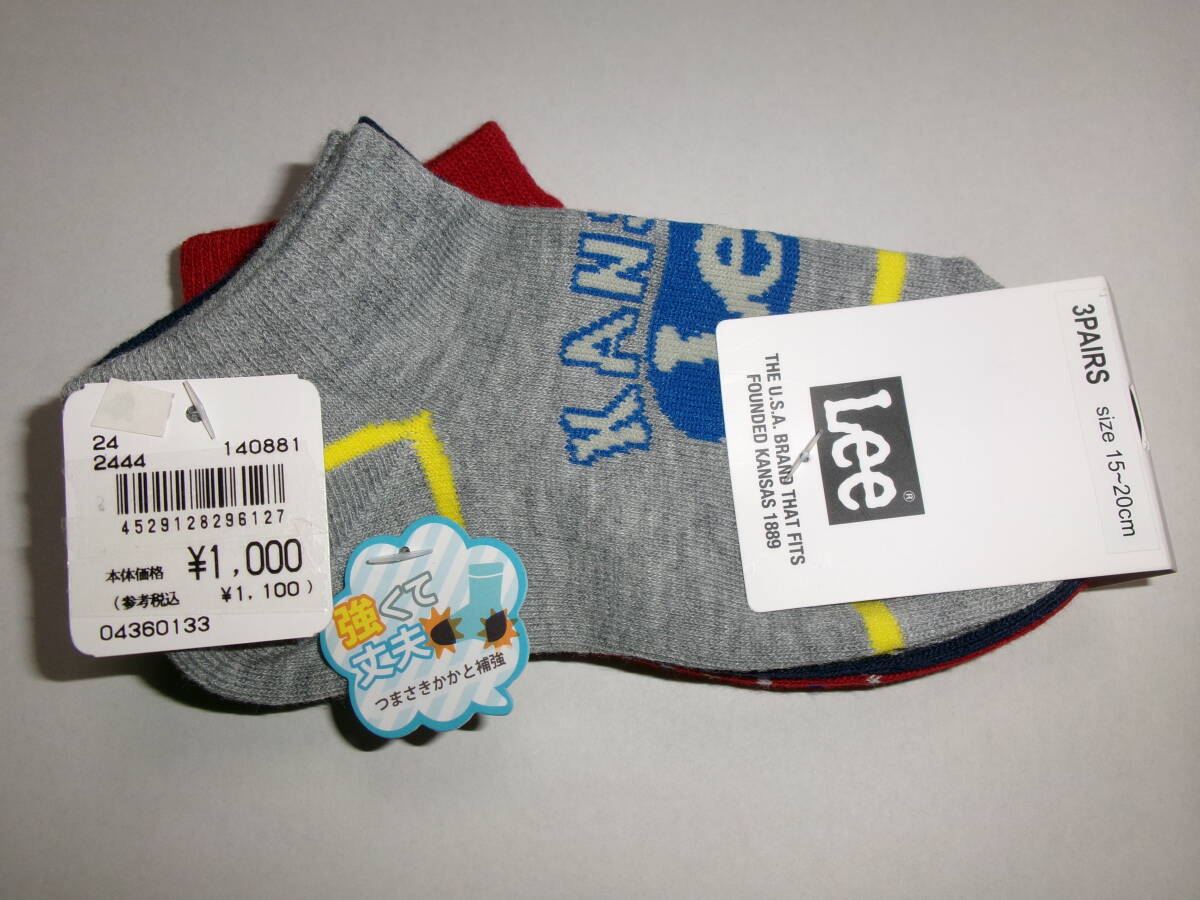 24
2444 140881
4529128296127
本体価格 ¥1,000
(参考税込 ¥1,100)
04360133
強くて
丈夫
つまさきかかと補強
KANS
Lee
Lee®
THE U.S.A. BRAND THAT FITS
FOUNDED KANSAS 1889
3PAIRS size 15~20cm